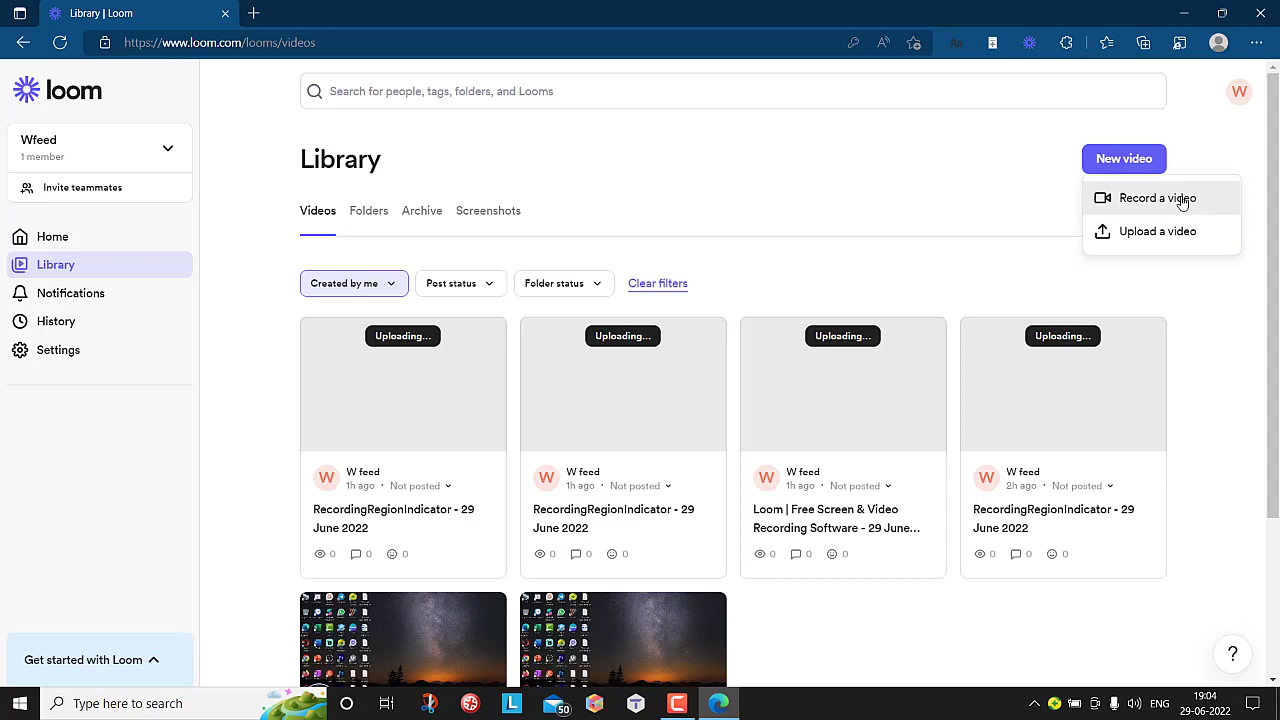 Library | Loom
https://www.loom.com/looms/videos
loom
Search for people, tags, folders, and Looms
W
Wfeed
1 member
Invite teammates
Home
Library
Notifications
History
Settings
Get started with Loom
Library
New video
Record a video
Upload a video
Videos Folders Archive Screenshots
Created by me Post status Folder status Clear filters
Uploading... Uploading... Uploading... Uploading...
W W feed
1h ago · Not posted
RecordingRegionIndicator - 29
June 2022
0 0 0
W W feed
1h ago · Not posted
RecordingRegionIndicator - 29
June 2022
0 0 0
W W feed
1h ago · Not posted
Loom | Free Screen & Video
Recording Software - 29 June...
0 0 0
W W feed
2h ago · Not posted
RecordingRegionIndicator - 29
June 2022
0 0 0
?
Type here to search
L
50
T
ENG
19:04
29-06-2022